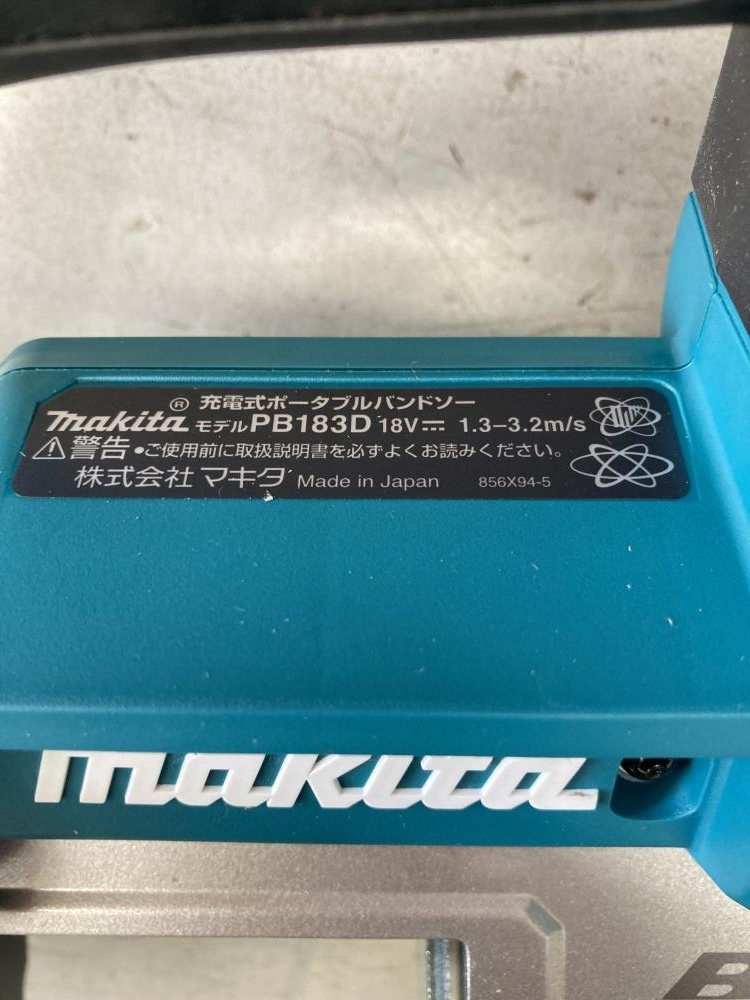 ® 充電式ポータブルバンドソー
makita モデルPB183D 18V⎓ 1.3–3.2m/s
⚠警告 •ご使用前に取扱説明書を必ずよくお読みください。
株式会社 マキタ Made in Japan 856X94-5
makita